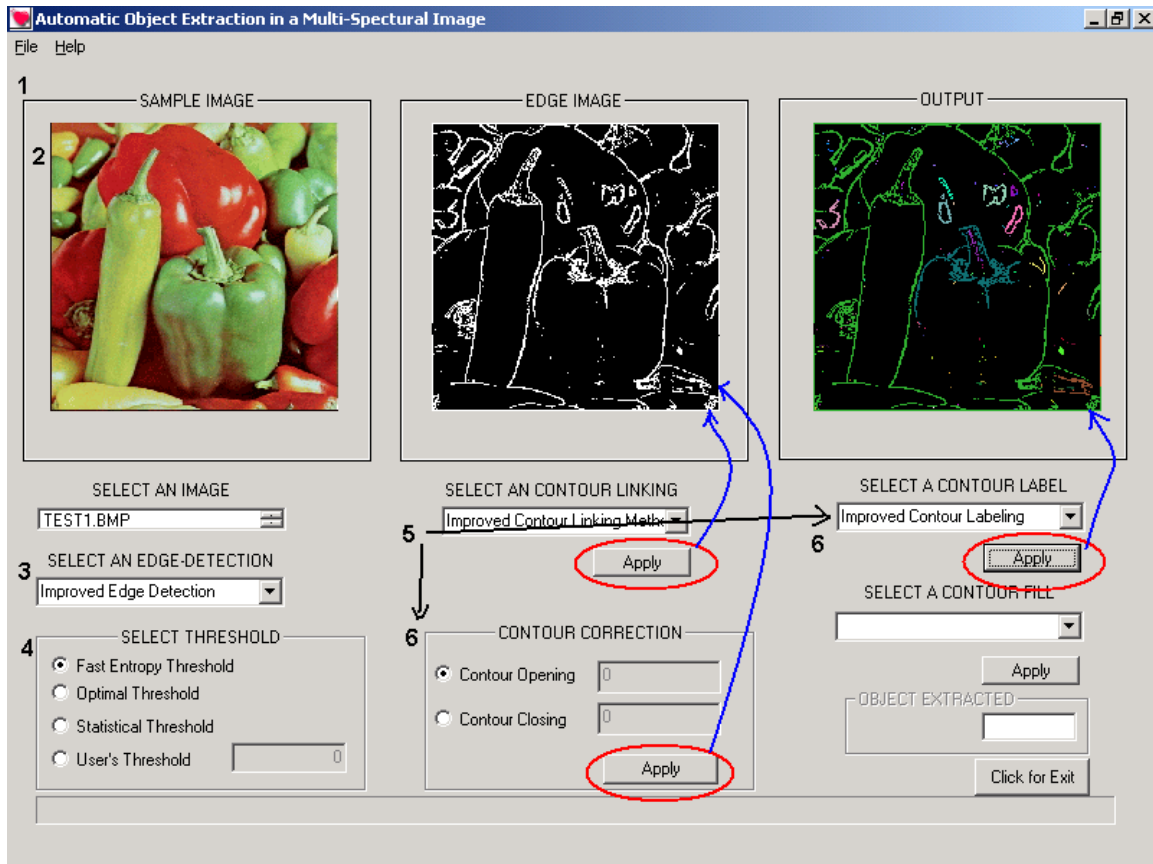 Automatic Object Extraction in a Multi-Spectural Image
File Help
1
SAMPLE IMAGE
EDGE IMAGE
OUTPUT
2
SELECT AN IMAGE
TEST1.BMP
3
SELECT AN EDGE-DETECTION
Improved Edge Detection
4
SELECT THRESHOLD
Fast Entropy Threshold
Optimal Threshold
Statistical Threshold
User's Threshold 0
SELECT AN CONTOUR LINKING
Improved Contour Linking Meth
5
Apply
6
CONTOUR CORRECTION
Contour Opening 0
Contour Closing 0
Apply
SELECT A CONTOUR LABEL
Improved Contour Labeling
6
Apply
SELECT A CONTOUR FILL
Apply
OBJECT EXTRACTED
Click for Exit